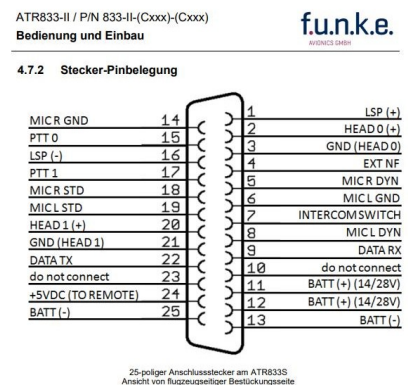 ATR833-II / P/N 833-II-(Cxxx)-(Cxxx)
Bedienung und Einbau
f.u.n.k.e.
AVIONICS GMBH
4.7.2 Stecker-Pinbelegung
1 LSP (+)
MIC R GND 14
2 HEAD 0 (+)
PTT 0 15
3 GND (HEAD 0)
LSP (-) 16
4 EXT NF
PTT 1 17
5 MIC R DYN
MIC R STD 18
6 MIC L GND
MIC L STD 19
7 INTERCOM SWITCH
HEAD 1 (+) 20
8 MIC L DYN
GND (HEAD 1) 21
9 DATA RX
DATA TX 22
10 do not connect
do not connect 23
11 BATT (+) (14/28V)
+5VDC (TO REMOTE) 24
12 BATT (+) (14/28V)
BATT (-) 25
13 BATT (-)
25-poliger Anschlussstecker am ATR833S
Ansicht von flugzeugseitiger Bestückungsseite